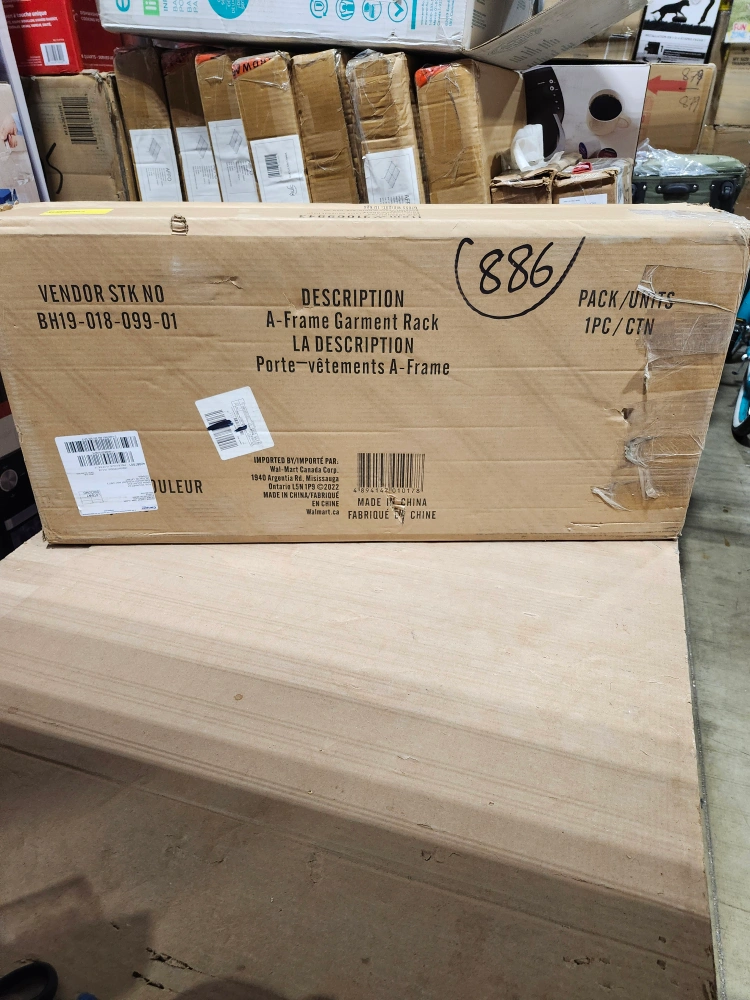 VENDOR STK NO
BH19-018-099-01
DESCRIPTION
A-Frame Garment Rack
LA DESCRIPTION
Porte-vêtements A-Frame
886
PACK/UNITS
1PC/CTN
OULEUR
IMPORTED BY/IMPORTÉ PAR:
Wal-Mart Canada Corp.
1940 Argentia Rd, Mississauga
Ontario L5N 1P9 ©2022
MADE IN CHINA/FABRIQUÉ
EN CHINE
Walmart.ca
MADE IN CHINA
FABRIQUÉ EN CHINE